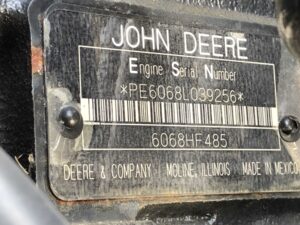 JOHN DEERE
Engine Serial Number
*PE6068L039256*
6068HF485
DEERE & COMPANY MOLINE, ILLINOIS MADE IN MEXICO